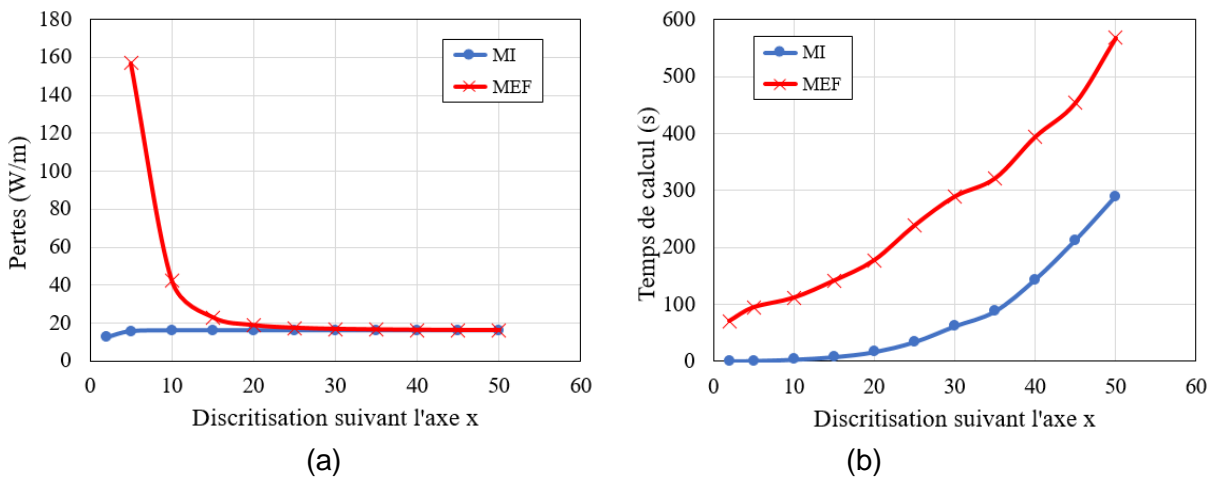 180
160
140
120
100
80
60
40
20
0
Pertes (W/m)
MI
MEF
0 10 20 30 40 50 60
Discritisation suivant l'axe x
(a)
600
500
400
300
200
100
0
Temps de calcul (s)
MI
MEF
0 10 20 30 40 50 60
Discritisation suivant l'axe x
(b)